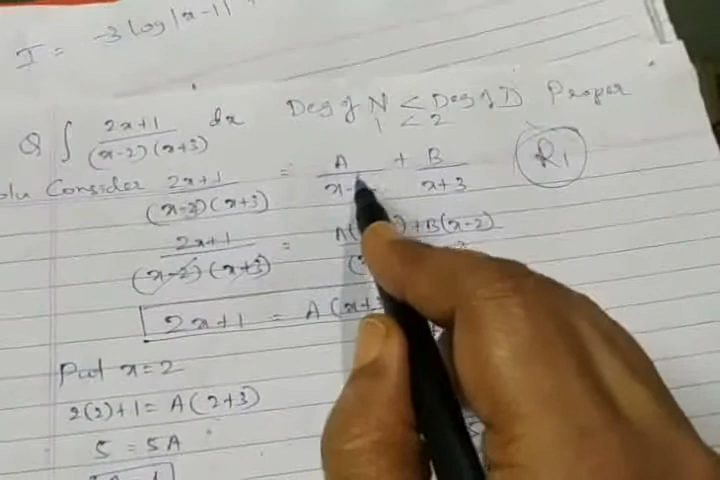 I = -3 log |x-1|
Q ∫ 2x+1 / (x-2)(x+3) dx Deg of N < Deg of D Proper
1 < 2
Consider 2x+1 / (x-2)(x+3) = A / x- + B / x+3 R1
2x+1 / (x-2)(x+3) = A( ) + B(x-2)
2x+1 = A(x+3
Put x=2
2(2)+1 = A(2+3)
5 = 5A